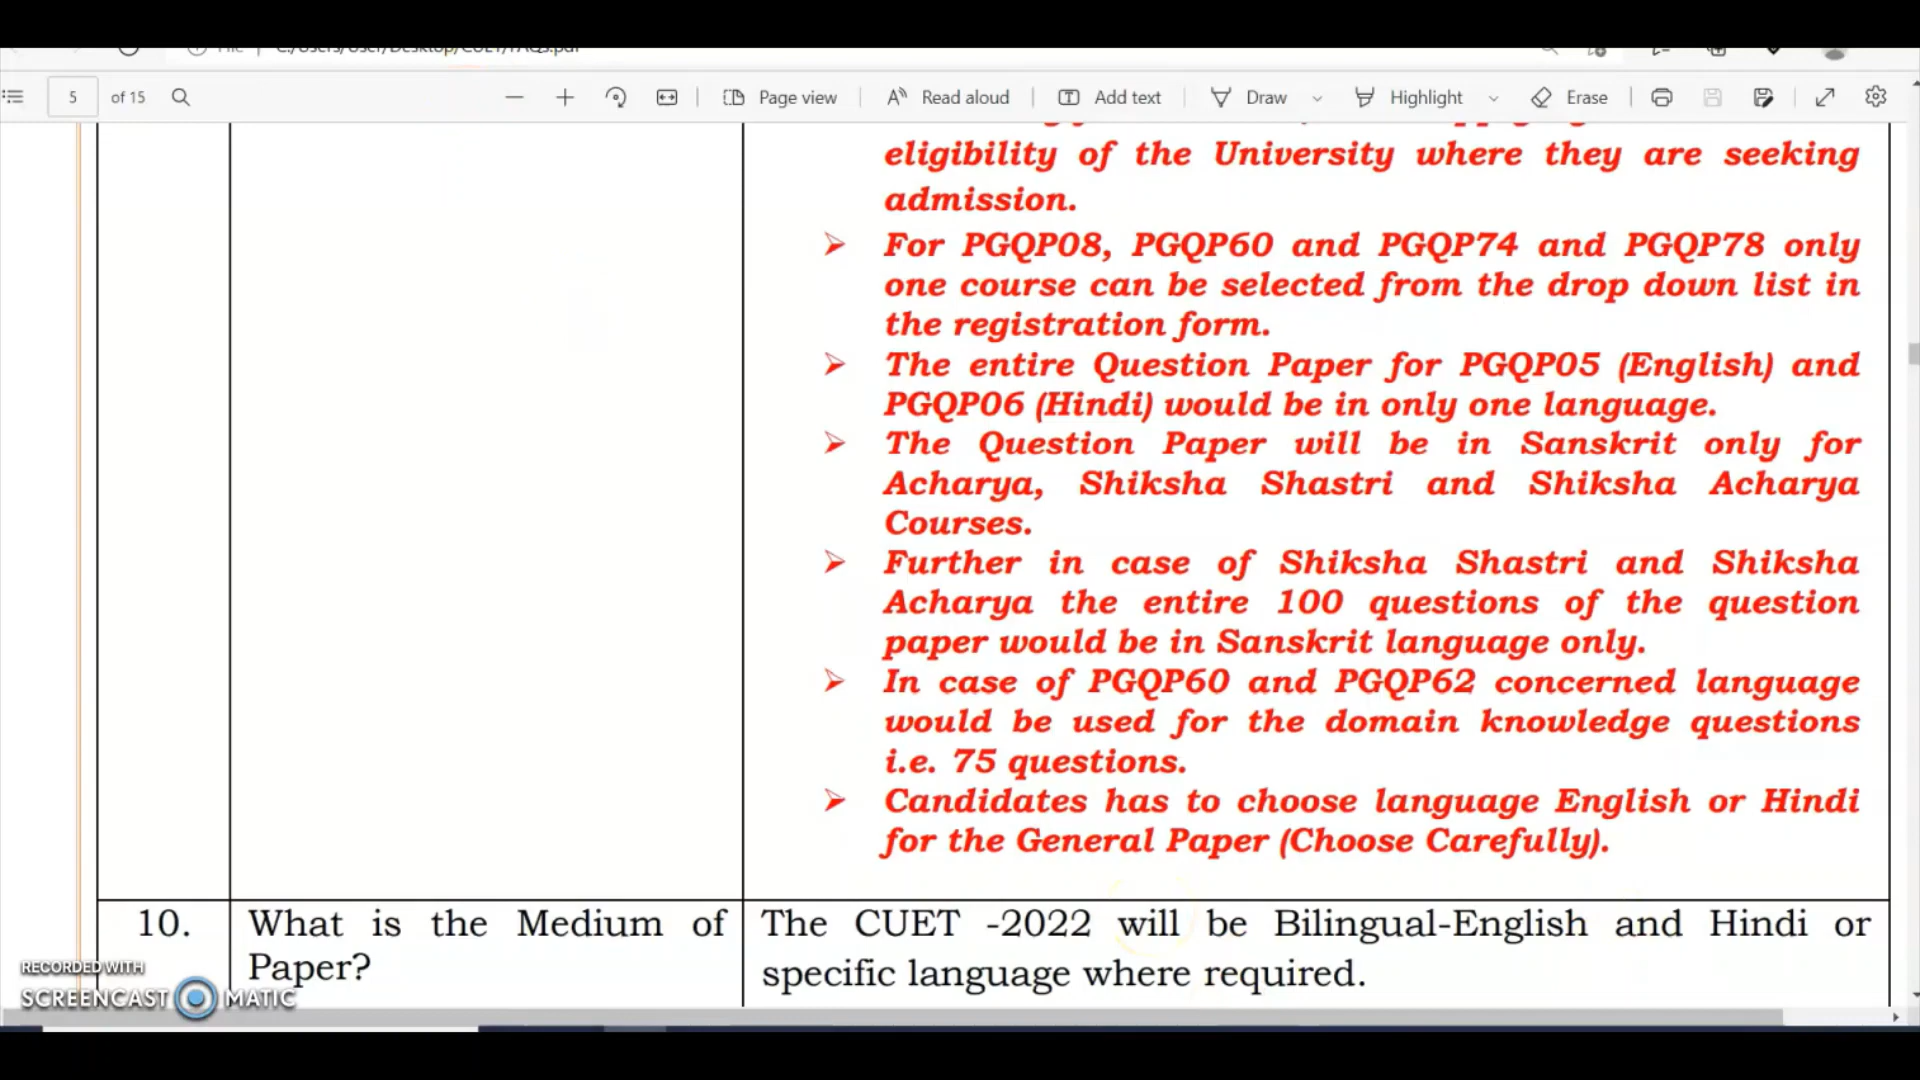 5 of 15 Page view Read aloud Add text Draw Highlight Erase
eligibility of the University where they are seeking
admission.
➢ For PGQP08, PGQP60 and PGQP74 and PGQP78 only
one course can be selected from the drop down list in
the registration form.
➢ The entire Question Paper for PGQP05 (English) and
PGQP06 (Hindi) would be in only one language.
➢ The Question Paper will be in Sanskrit only for
Acharya, Shiksha Shastri and Shiksha Acharya
Courses.
➢ Further in case of Shiksha Shastri and Shiksha
Acharya the entire 100 questions of the question
paper would be in Sanskrit language only.
➢ In case of PGQP60 and PGQP62 concerned language
would be used for the domain knowledge questions
i.e. 75 questions.
➢ Candidates has to choose language English or Hindi
for the General Paper (Choose Carefully).
10. What is the Medium of
Paper?
The CUET -2022 will be Bilingual-English and Hindi or
specific language where required.
RECORDED WITH
SCREENCAST MATIC